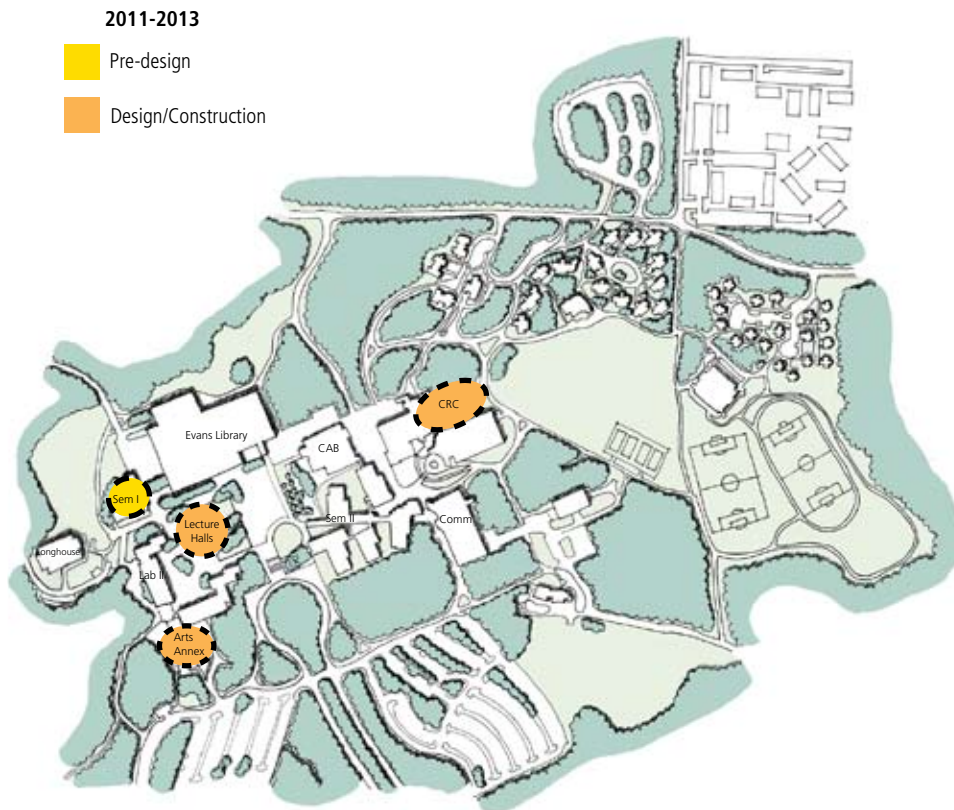 2011-2013
Pre-design
Design/Construction
CRC
Evans Library
CAB
Sem I
Lecture
Halls
Sem II
Comm
Longhouse
Lab II
Arts
Annex